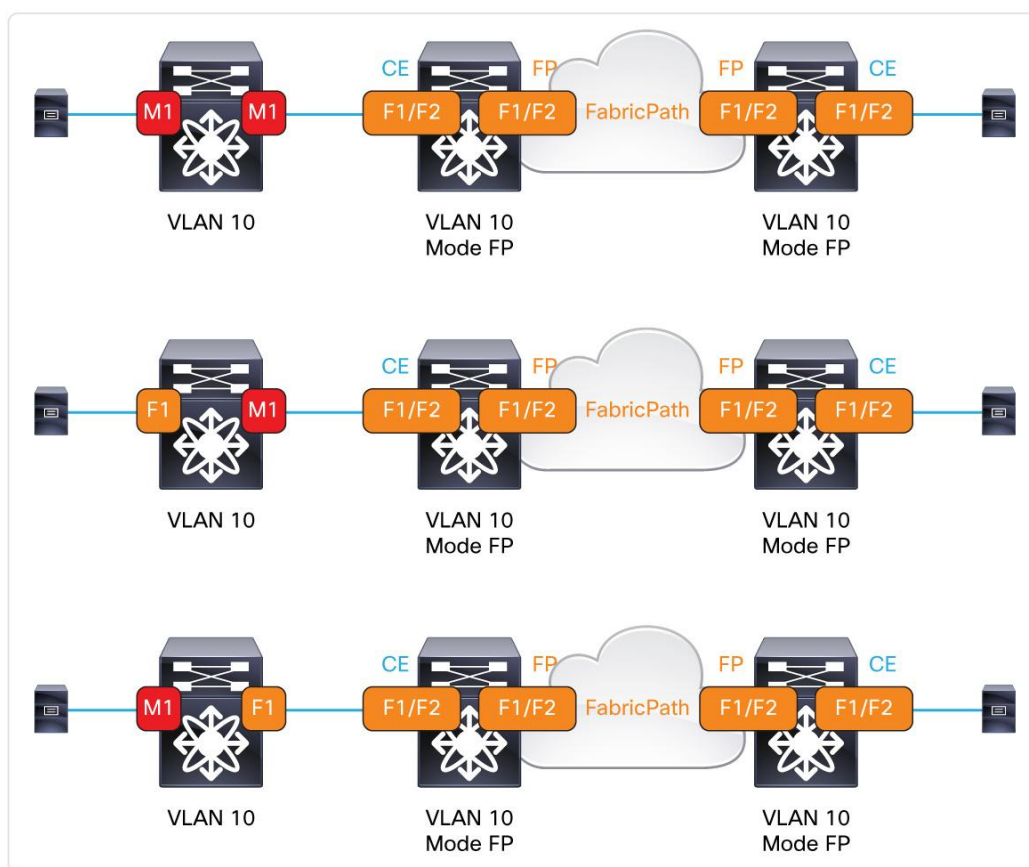 CE FP FP CE
M1 M1 F1/F2 F1/F2 FabricPath F1/F2 F1/F2
VLAN 10 VLAN 10 VLAN 10
Mode FP Mode FP
CE FP FP CE
F1 M1 F1/F2 F1/F2 FabricPath F1/F2 F1/F2
VLAN 10 VLAN 10 VLAN 10
Mode FP Mode FP
CE FP FP CE
M1 F1 F1/F2 F1/F2 FabricPath F1/F2 F1/F2
VLAN 10 VLAN 10 VLAN 10
Mode FP Mode FP